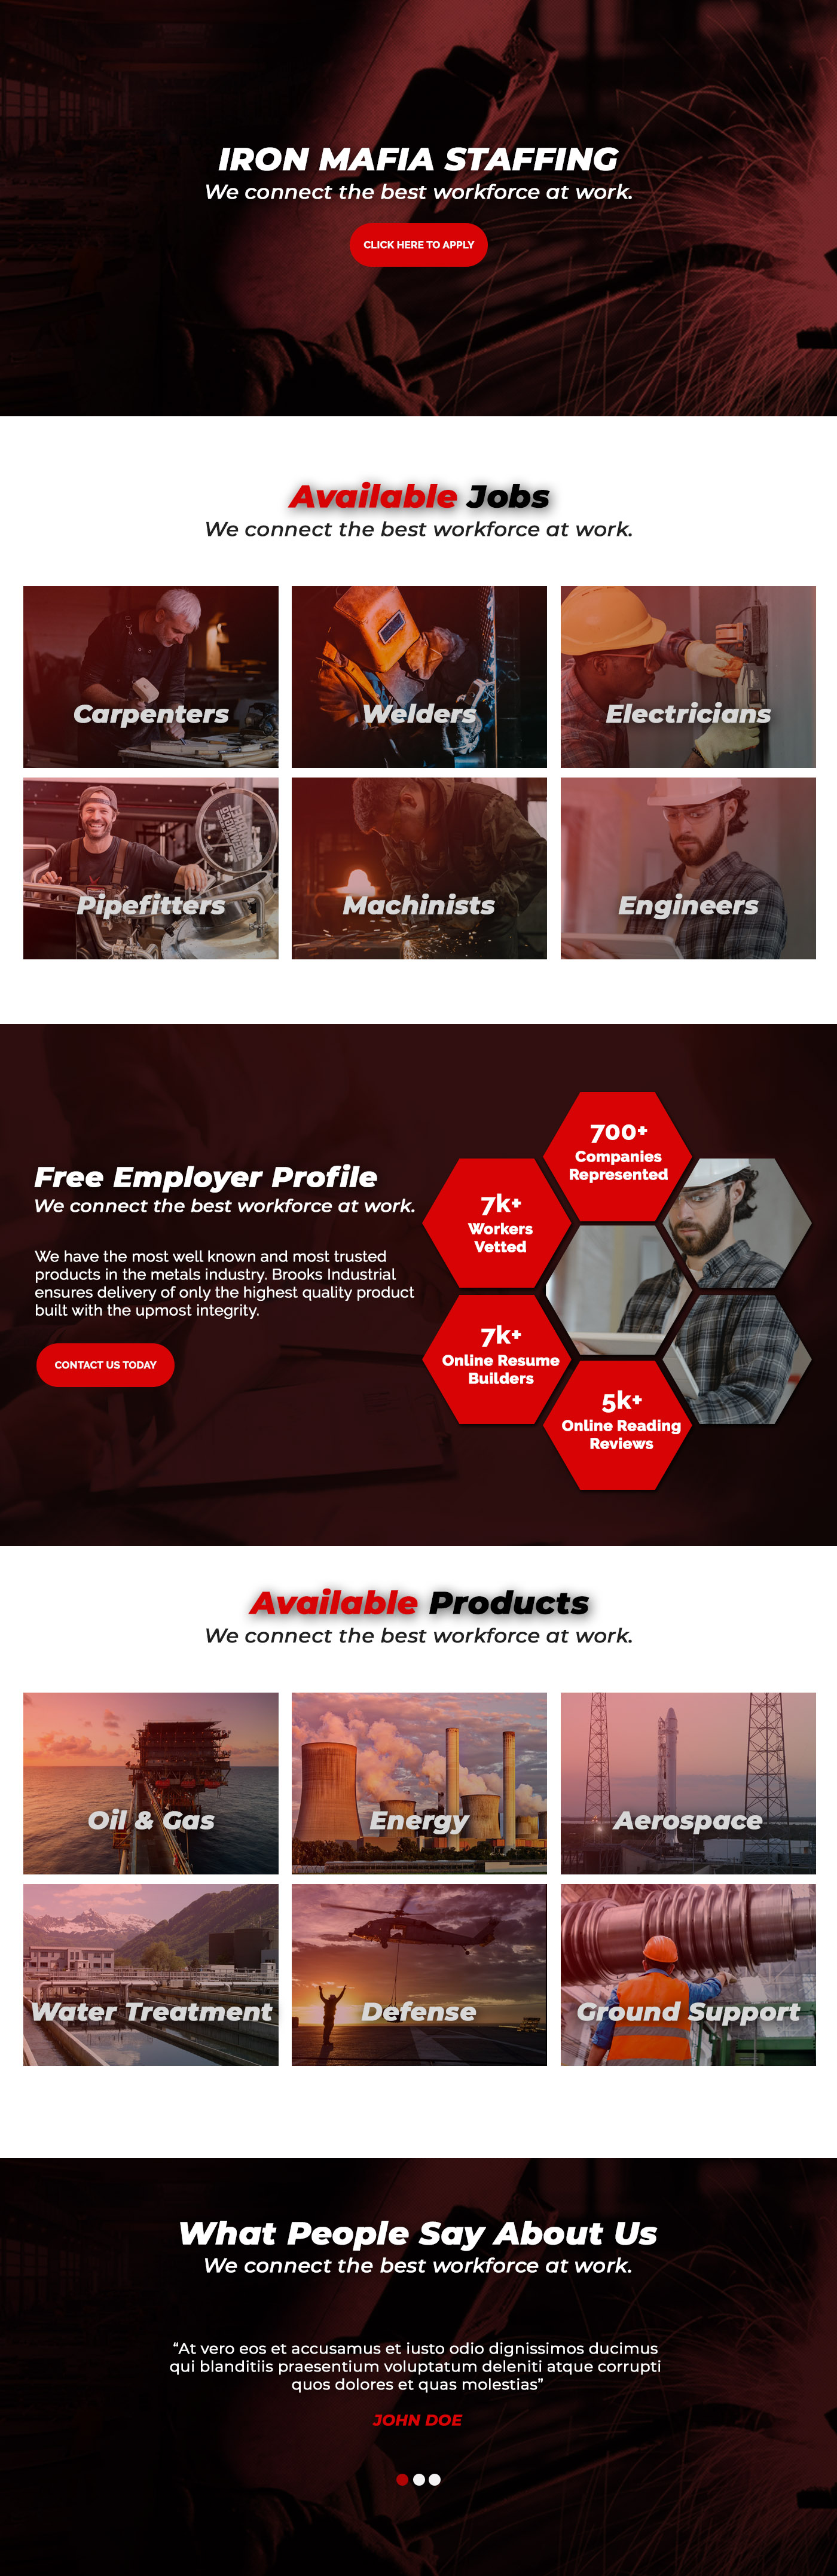 IRON MAFIA STAFFING
We connect the best workforce at work.
CLICK HERE TO APPLY
Available Jobs
We connect the best workforce at work.
Carpenters
Welders
Electricians
Pipefitters
Machinists
Engineers
Free Employer Profile
We connect the best workforce at work.
We have the most well known and most trusted
products in the metals industry. Brooks Industrial
ensures delivery of only the highest quality product
built with the upmost integrity.
CONTACT US TODAY
700+
Companies
Represented
7k+
Workers
Vetted
7k+
Online Resume
Builders
5k+
Online Reading
Reviews
Available Products
We connect the best workforce at work.
Oil & Gas
Energy
Aerospace
Water Treatment
Defense
Ground Support
What People Say About Us
We connect the best workforce at work.
“At vero eos et accusamus et iusto odio dignissimos ducimus
qui blanditiis praesentium voluptatum deleniti atque corrupti
quos dolores et quas molestias”
JOHN DOE